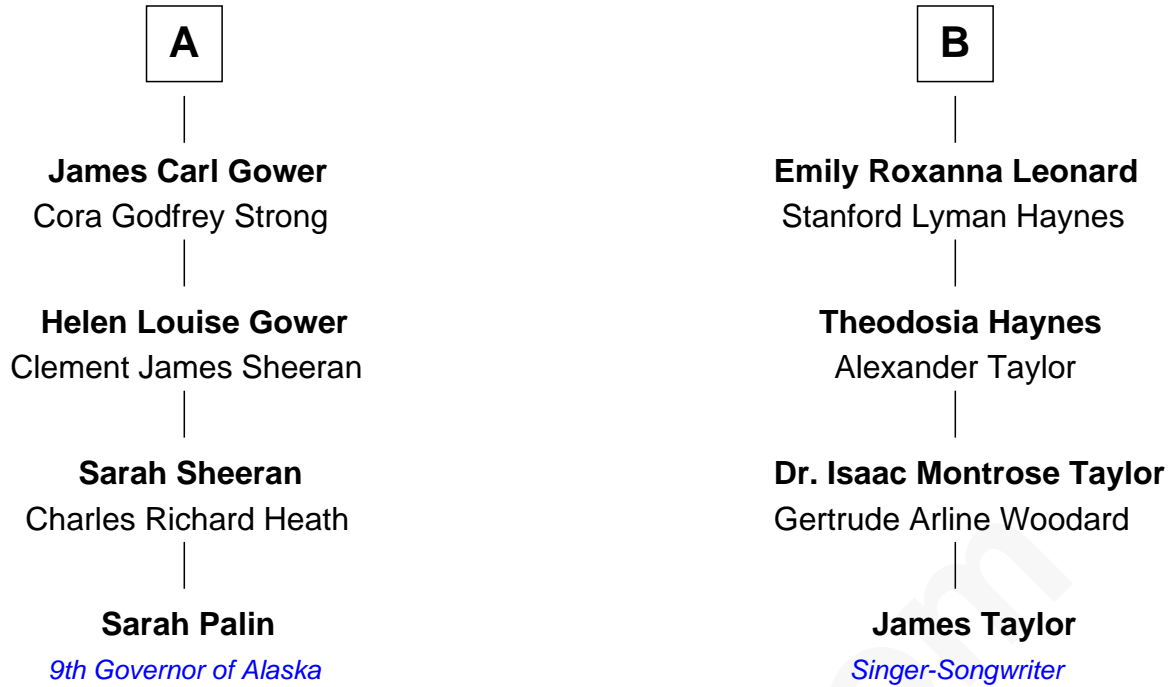 A
James Carl Gower
Cora Godfrey Strong
Helen Louise Gower
Clement James Sheeran
Sarah Sheeran
Charles Richard Heath
Sarah Palin
9th Governor of Alaska
B
Emily Roxanna Leonard
Stanford Lyman Haynes
Theodosia Haynes
Alexander Taylor
Dr. Isaac Montrose Taylor
Gertrude Arline Woodard
James Taylor
Singer-Songwriter